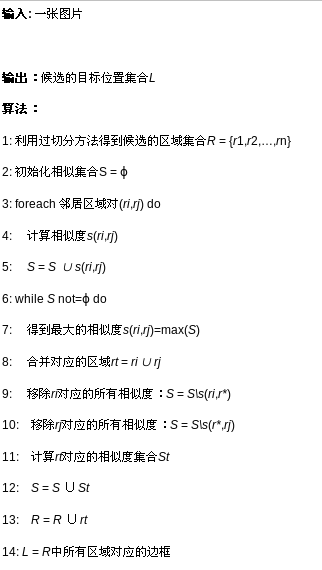 输入: 一张图片
输出：候选的目标位置集合L
算法：
1: 利用过切分方法得到候选的区域集合R = {r1,r2,…,rn}
2: 初始化相似集合S = ϕ
3: foreach 邻居区域对(ri,rj) do
4: 计算相似度s(ri,rj)
5: S = S ∪ s(ri,rj)
6: while S not=ϕ do
7: 得到最大的相似度s(ri,rj)=max(S)
8: 合并对应的区域rt = ri ∪ rj
9: 移除ri对应的所有相似度：S = S\s(ri,r*)
10: 移除rj对应的所有相似度：S = S\s(r*,rj)
11: 计算rt对应的相似度集合St
12: S = S ∪ St
13: R = R ∪ rt
14: L = R中所有区域对应的边框